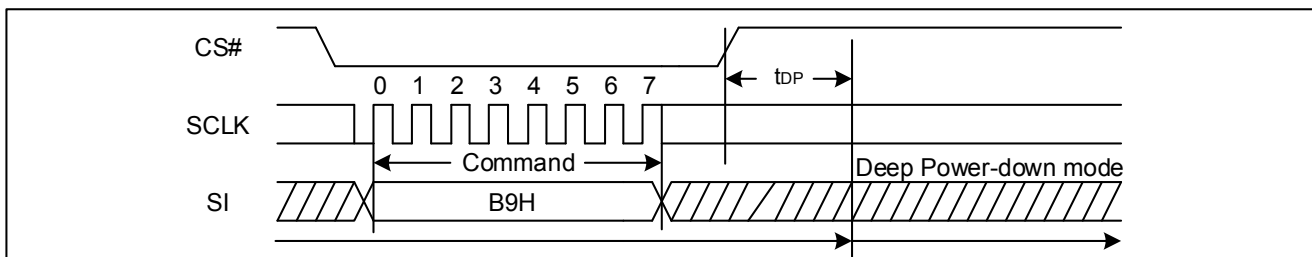 CS#
tDP
0 1 2 3 4 5 6 7
SCLK
Command
Deep Power-down mode
SI
B9H